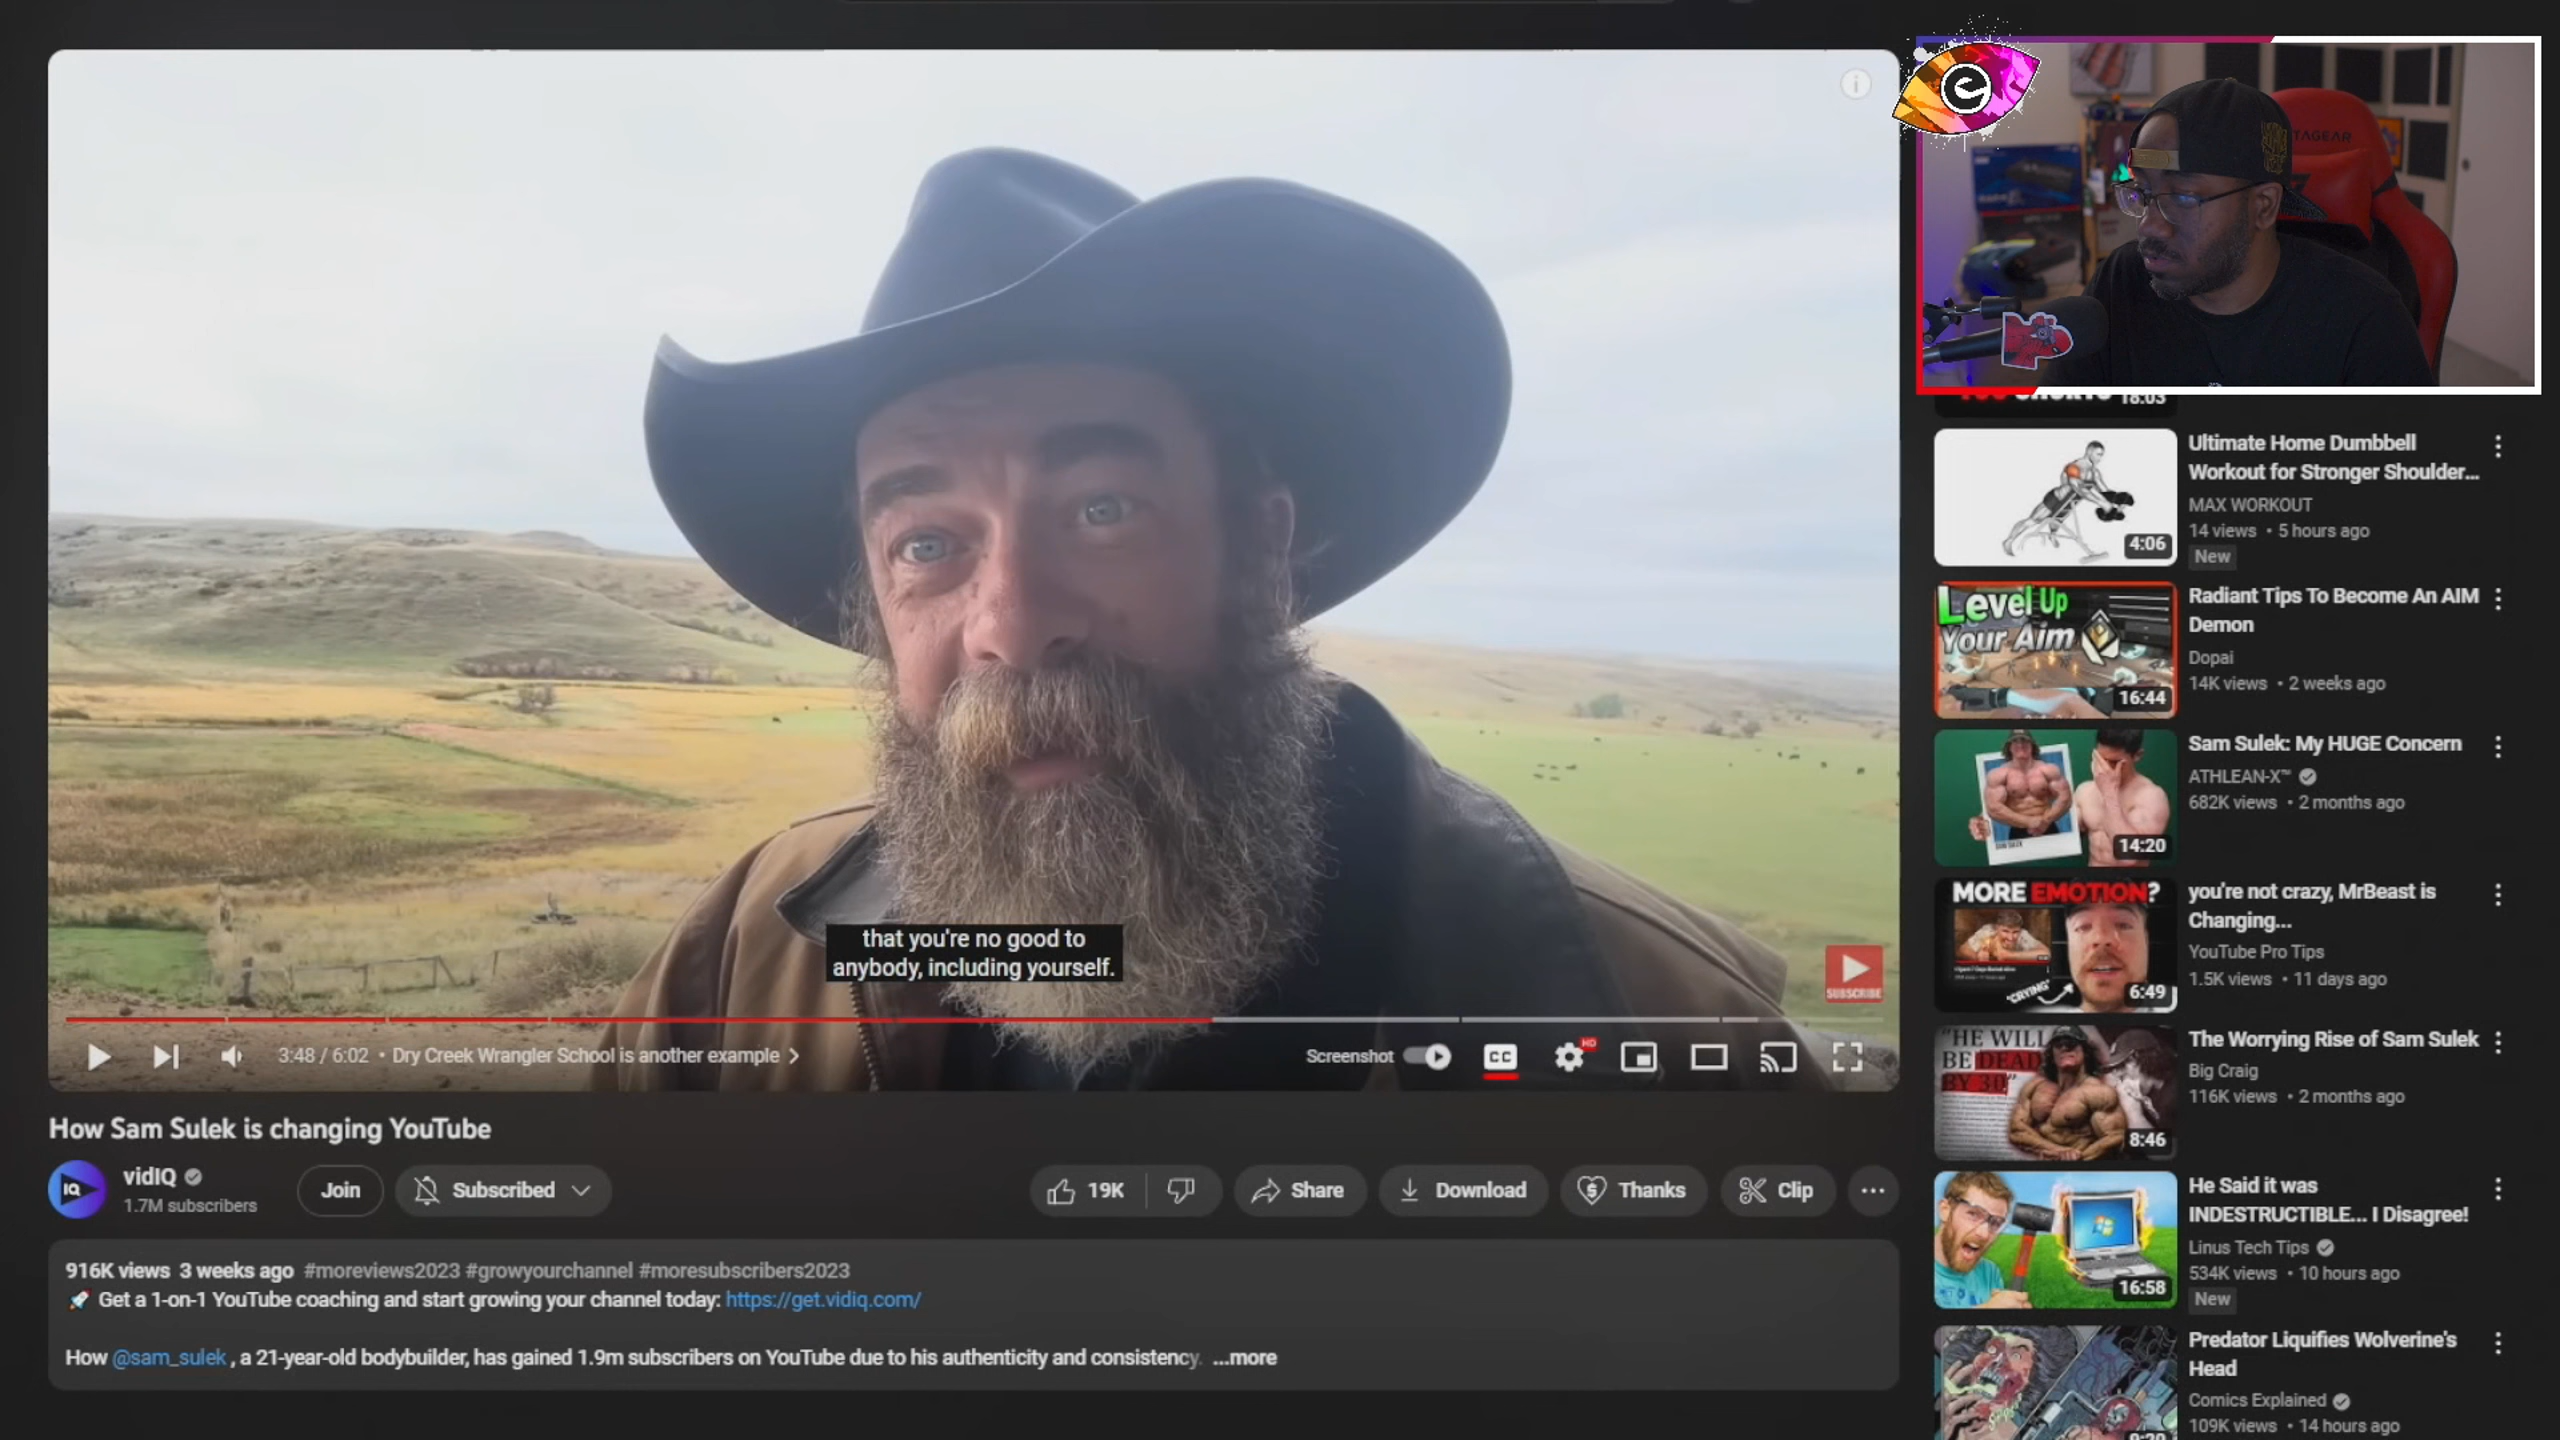 that you're no good to
anybody, including yourself.
SUBSCRIBE
3:48 / 6:02 • Dry Creek Wrangler School is another example
Screenshot
CC
HD
How Sam Sulek is changing YouTube
IQ
vidIQ
1.7M subscribers
Join
Subscribed
19K
Share
Download
Thanks
Clip
916K views 3 weeks ago #moreviews2023 #growyourchannel #moresubscribers2023
🚀 Get a 1-on-1 YouTube coaching and start growing your channel today: https://get.vidiq.com/
How @sam_sulek , a 21-year-old bodybuilder, has gained 1.9m subscribers on YouTube due to his authenticity and consistency. ...more
TAGEAR
18:03
4:06
Ultimate Home Dumbbell
Workout for Stronger Shoulder...
MAX WORKOUT
14 views • 5 hours ago
New
Level Up
Your Aim
16:44
Radiant Tips To Become An AIM
Demon
Dopai
14K views • 2 weeks ago
14:20
Sam Sulek: My HUGE Concern
ATHLEAN-X™
682K views • 2 months ago
MORE EMOTION?
"CRYING"
6:49
you're not crazy, MrBeast is
Changing...
YouTube Pro Tips
1.5K views • 11 days ago
"HE WILL
BE DEAD
BY 30"
8:46
The Worrying Rise of Sam Sulek
Big Craig
116K views • 2 months ago
16:58
He Said it was
INDESTRUCTIBLE... I Disagree!
Linus Tech Tips
534K views • 10 hours ago
New
Predator Liquifies Wolverine's
Head
Comics Explained
109K views • 14 hours ago